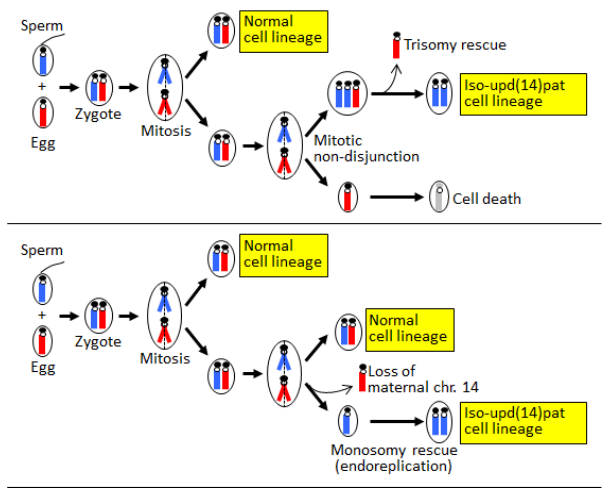 Sperm
+
Egg
Zygote
Mitosis
Normal
cell lineage
Mitotic
non-disjunction
Trisomy rescue
Iso-upd(14)pat
cell lineage
Cell death
Sperm
+
Egg
Zygote
Mitosis
Normal
cell lineage
Normal
cell lineage
Loss of
maternal chr. 14
Monosomy rescue
(endoreplication)
Iso-upd(14)pat
cell lineage